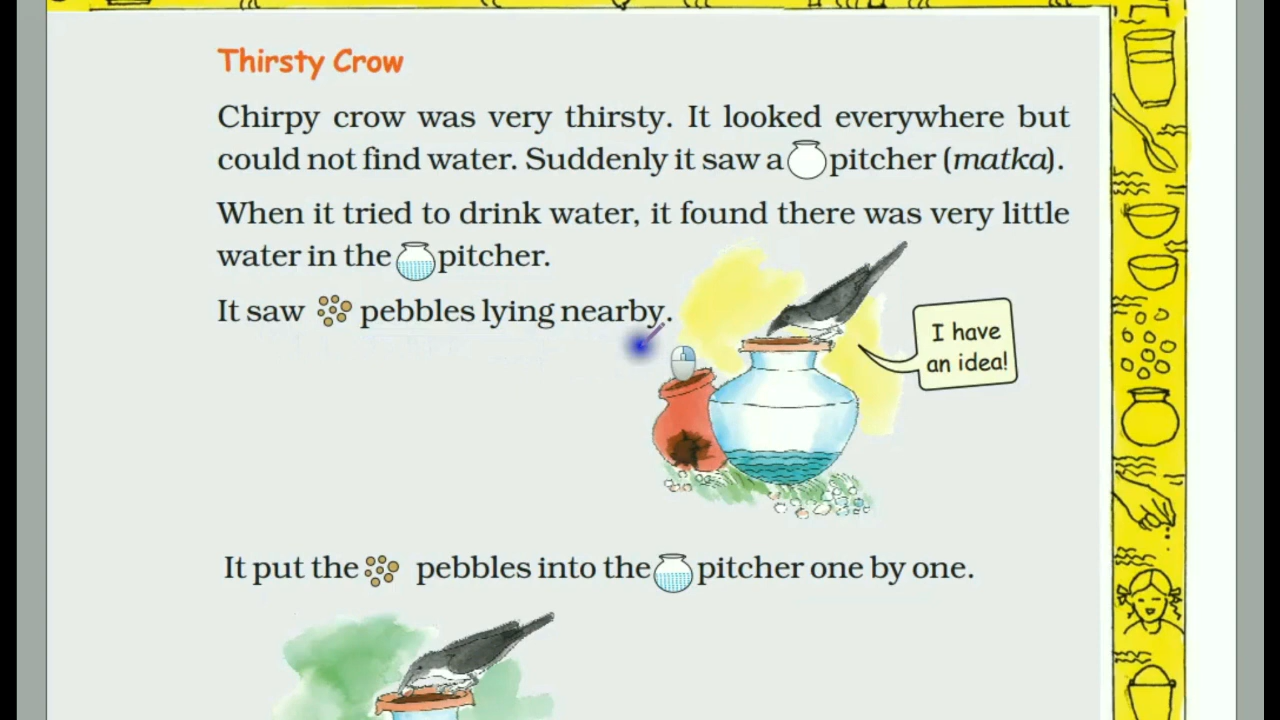 Thirsty Crow
Chirpy crow was very thirsty. It looked everywhere but
could not find water. Suddenly it saw a pitcher (matka).
When it tried to drink water, it found there was very little
water in the pitcher.
It saw pebbles lying nearby.
I have
an idea!
It put the pebbles into the pitcher one by one.